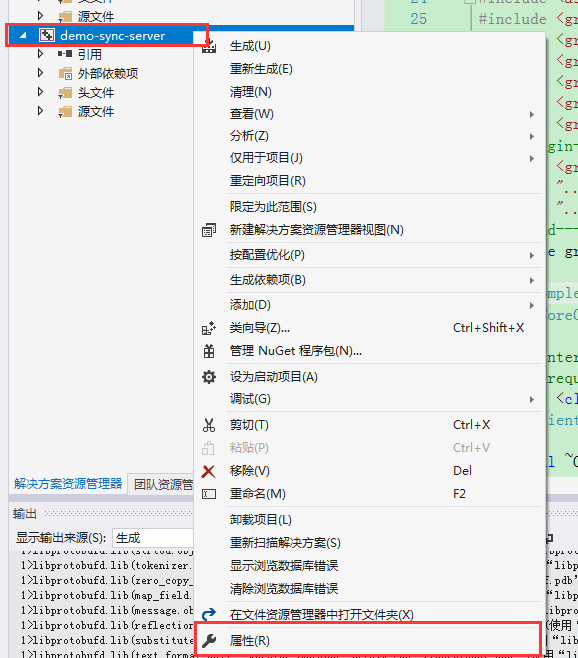 源文件
demo-sync-server
引用
外部依赖项
头文件
源文件
解决方案资源管理器
团队资源管
输出
显示输出来源(S): 生成
生成(U)
重新生成(E)
清理(N)
查看(W)
分析(Z)
仅用于项目(J)
重定向项目(R)
限定为此范围(S)
新建解决方案资源管理器视图(N)
按配置优化(P)
生成依赖项(B)
添加(D)
类向导(Z)... Ctrl+Shift+X
管理 NuGet 程序包(N)...
设为启动项目(A)
调试(G)
剪切(T) Ctrl+X
粘贴(P) Ctrl+V
移除(V) Del
重命名(M) F2
卸载项目(L)
重新扫描解决方案(S)
显示浏览数据库错误
清除浏览数据库错误
在文件资源管理器中打开文件夹(X)
属性(R)
25 #include <gr
1>libprotobufd.lib(tokenizer.
1>libprotobufd.lib(zero_copy_
1>libprotobufd.lib(map_field.
1>libprotobufd.lib(message.ob
1>libprotobufd.lib(reflection
1>libprotobufd.lib(substitute